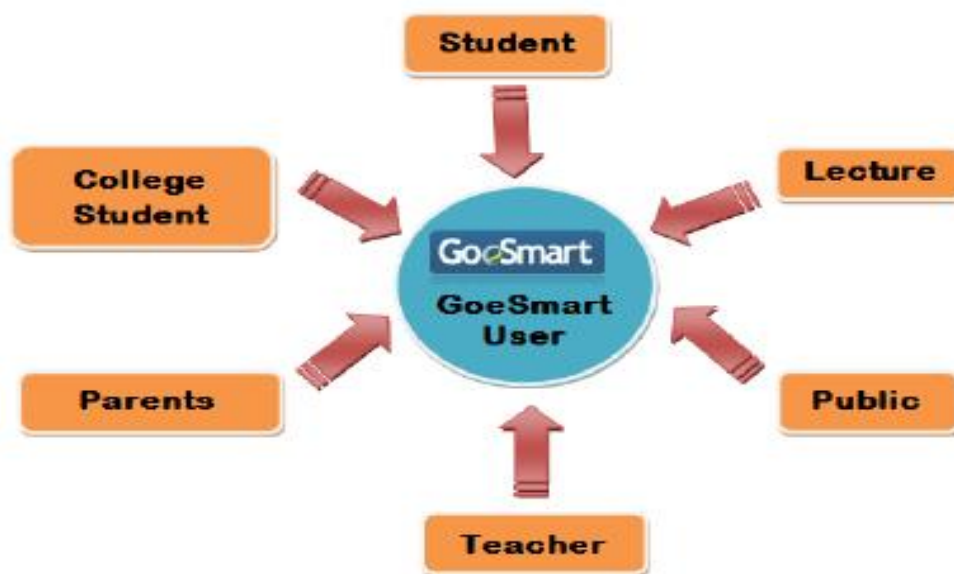 Student
College
Student
Lecture
GoeSmart
GoeSmart
User
Parents
Public
Teacher